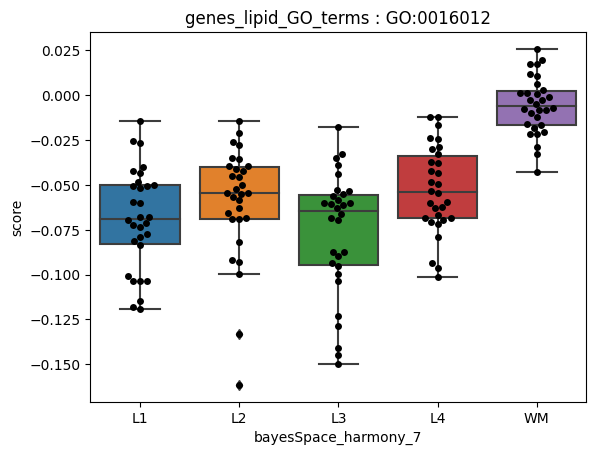 genes_lipid_GO_terms : GO:0016012
0.025
0.000
−0.025
−0.050
−0.075
−0.100
−0.125
−0.150
score
L1 L2 L3 L4 WM
bayesSpace_harmony_7